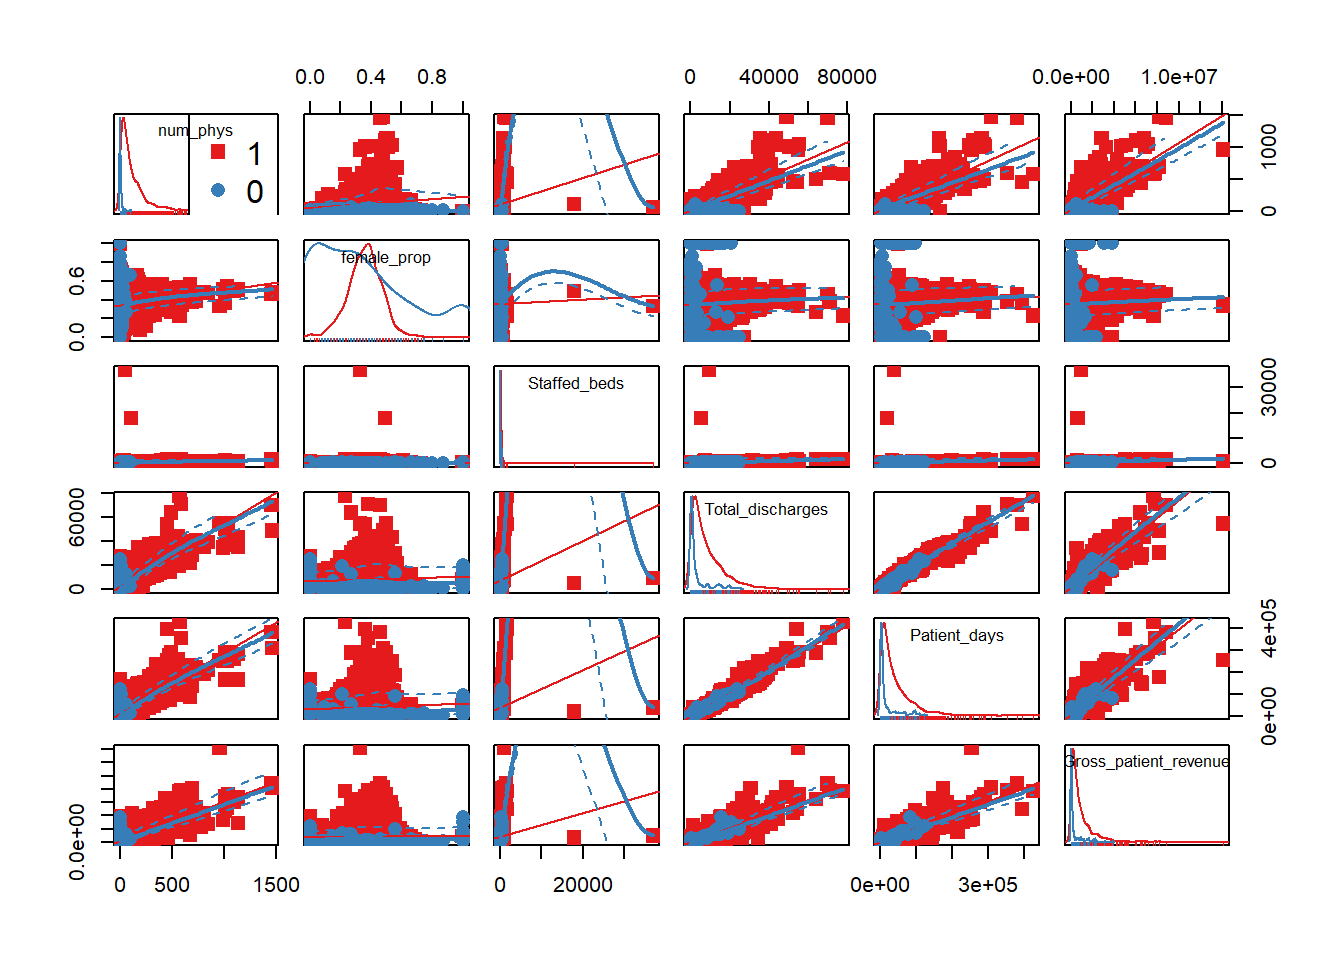 0.0 0.4 0.8 0 40000 80000 0.0e+00 1.0e+07
num_phys
1
0
0 1000
female_prop
0.0 0.6
Staffed_beds
0 30000
Total_discharges
0 60000
Patient_days
0e+00 4e+05
Gross_patient_revenue
0.0e+00
0 500 1500 0 20000 0e+00 3e+05